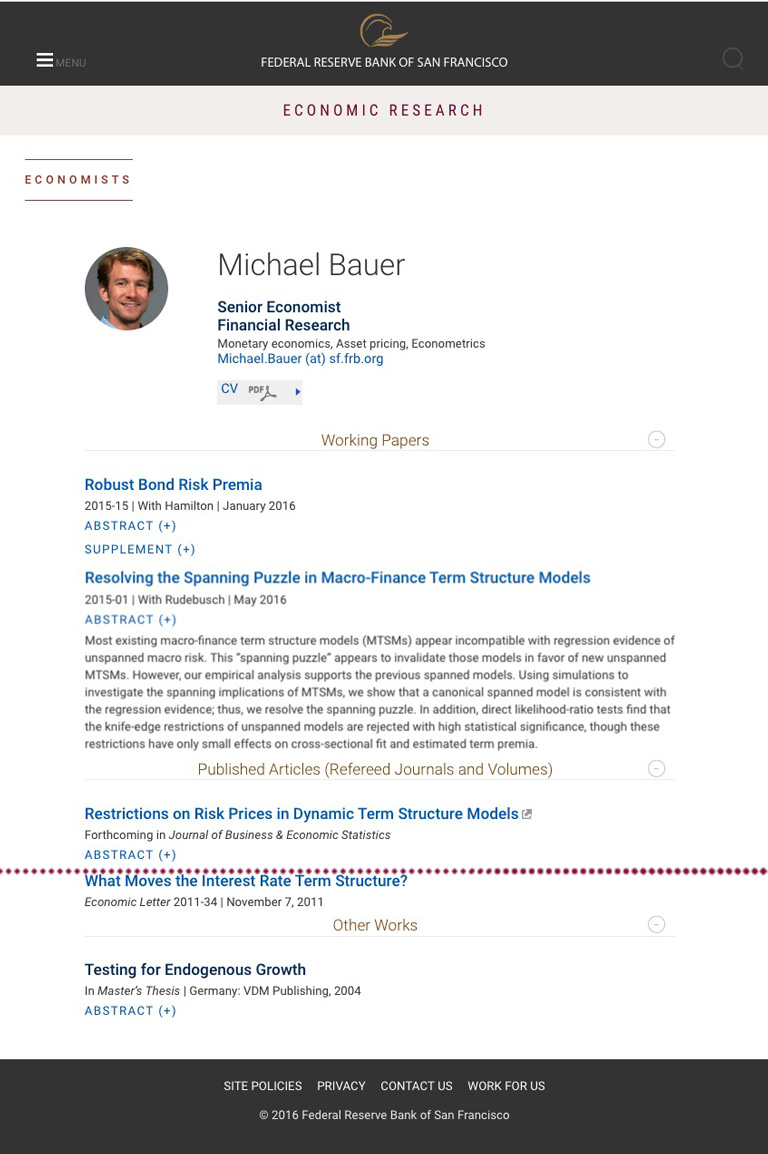 MENU
FEDERAL RESERVE BANK OF SAN FRANCISCO
ECONOMIC RESEARCH
ECONOMISTS
Michael Bauer
Senior Economist
Financial Research
Monetary economics, Asset pricing, Econometrics
Michael.Bauer (at) sf.frb.org
CV PDF
Working Papers
Robust Bond Risk Premia
2015-15 | With Hamilton | January 2016
ABSTRACT (+)
SUPPLEMENT (+)
Resolving the Spanning Puzzle in Macro-Finance Term Structure Models
2015-01 | With Rudebusch | May 2016
ABSTRACT (+)
Most existing macro-finance term structure models (MTSMs) appear incompatible with regression evidence of
unspanned macro risk. This “spanning puzzle” appears to invalidate those models in favor of new unspanned
MTSMs. However, our empirical analysis supports the previous spanned models. Using simulations to
investigate the spanning implications of MTSMs, we show that a canonical spanned model is consistent with
the regression evidence; thus, we resolve the spanning puzzle. In addition, direct likelihood-ratio tests find that
the knife-edge restrictions of unspanned models are rejected with high statistical significance, though these
restrictions have only small effects on cross-sectional fit and estimated term premia.
Published Articles (Refereed Journals and Volumes)
Restrictions on Risk Prices in Dynamic Term Structure Models
Forthcoming in Journal of Business & Economic Statistics
ABSTRACT (+)
What Moves the Interest Rate Term Structure?
Economic Letter 2011-34 | November 7, 2011
Other Works
Testing for Endogenous Growth
In Master’s Thesis | Germany: VDM Publishing, 2004
ABSTRACT (+)
SITE POLICIES PRIVACY CONTACT US WORK FOR US
© 2016 Federal Reserve Bank of San Francisco